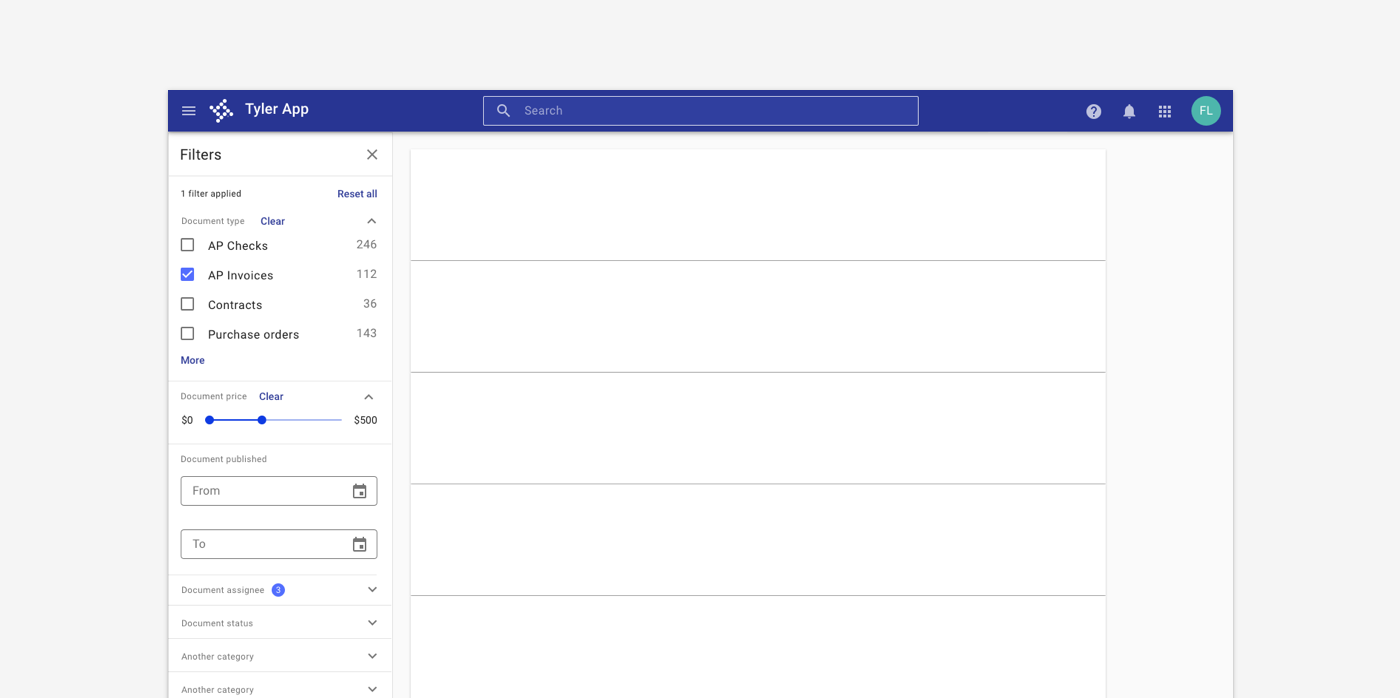 Tyler App
Search
FL
Filters
1 filter applied
Reset all
Document type
Clear
AP Checks
246
AP Invoices
112
Contracts
36
Purchase orders
143
More
Document price
Clear
$0
$500
Document published
From
To
Document assignee
3
Document status
Another category
Another category